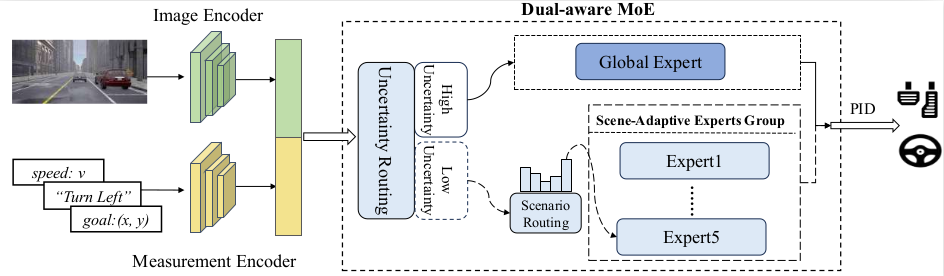 Image Encoder
Dual-aware MoE
speed: v
“Turn Left”
goal:(x, y)
Measurement Encoder
Uncertainty Routing
High
Uncertainty
Low
Uncertainty
Global Expert
Scene-Adaptive Experts Group
Scenario
Routing
Expert1
Expert5
PID